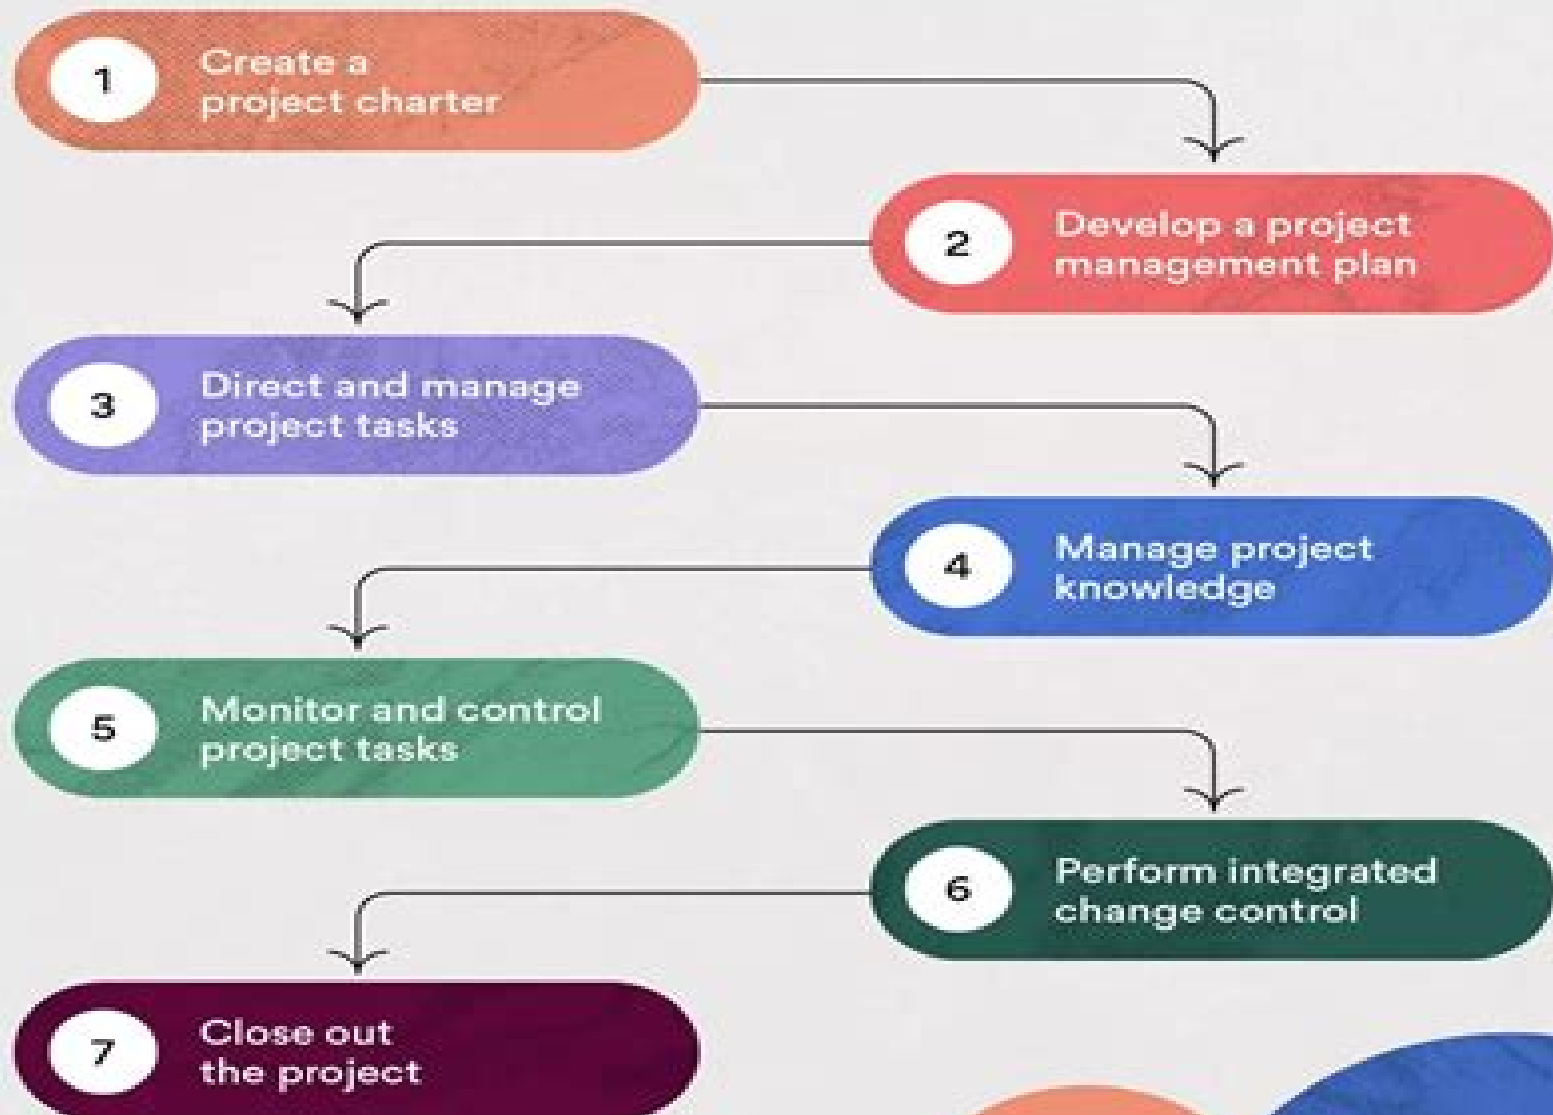 1
Create a
project charter
2
Develop a project
management plan
3
Direct and manage
project tasks
4
Manage project
knowledge
5
Monitor and control
project tasks
6
Perform integrated
change control
7
Close out
the project